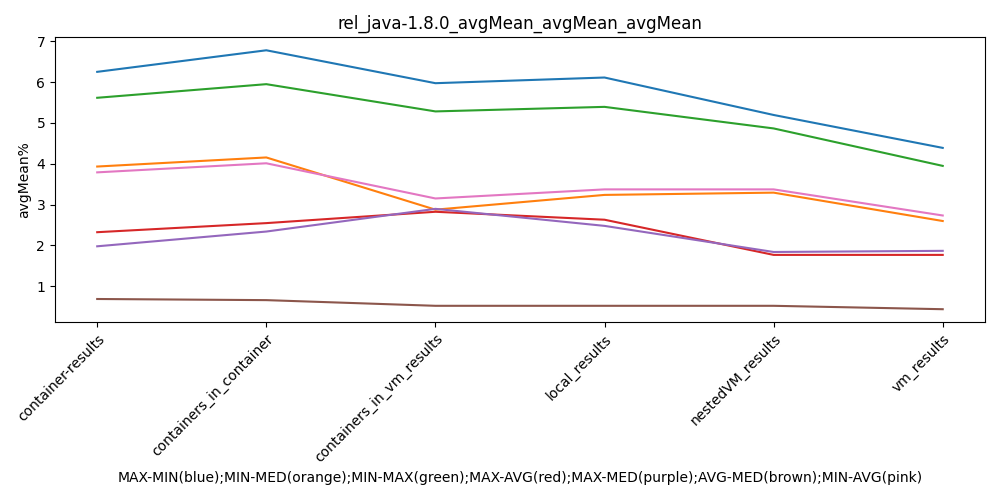 rel_java-1.8.0_avgMean_avgMean_avgMean
7
6
5
4
3
2
1
avgMean%
container-results
containers_in_container
containers_in_vm_results
local_results
nestedVM_results
vm_results
MAX-MIN(blue);MIN-MED(orange);MIN-MAX(green);MAX-AVG(red);MAX-MED(purple);AVG-MED(brown);MIN-AVG(pink)